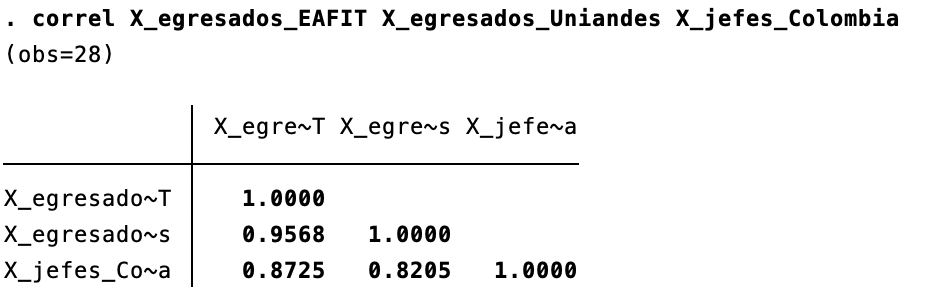 . correl X_egresados_EAFIT X_egresados_Uniandes X_jefes_Colombia
(obs=28)
X_egre~T X_egre~s X_jefe~a
X_egresado~T 1.0000
X_egresado~s 0.9568 1.0000
X_jefes_Co~a 0.8725 0.8205 1.0000